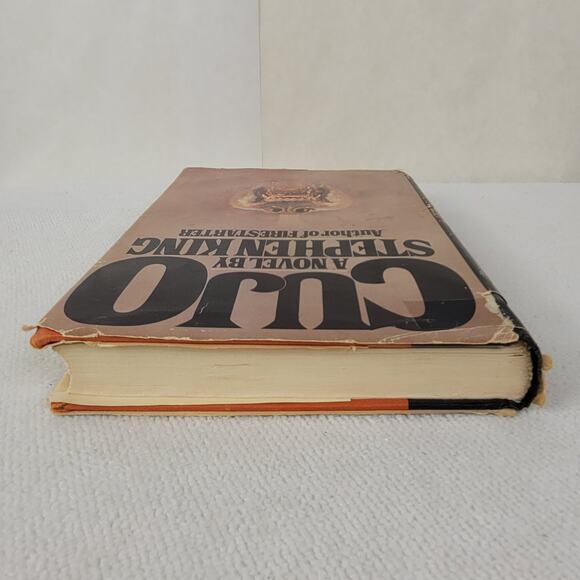 CUJO
A NOVEL BY
STEPHEN KING
Author of FIRESTARTER